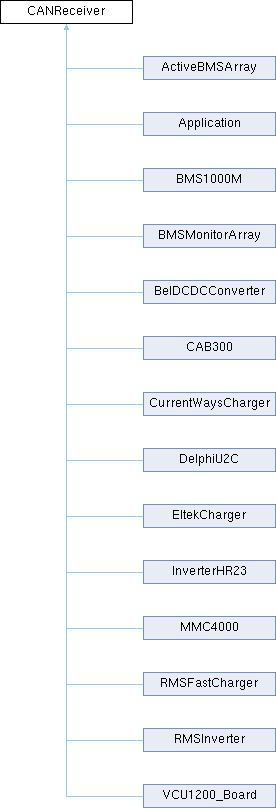 CANReceiver
ActiveBMSArray
Application
BMS1000M
BMSMonitorArray
BelDCDCConverter
CAB300
CurrentWaysCharger
DelphiU2C
EltekCharger
InverterHR23
MMC4000
RMSFastCharger
RMSInverter
VCU1200_Board